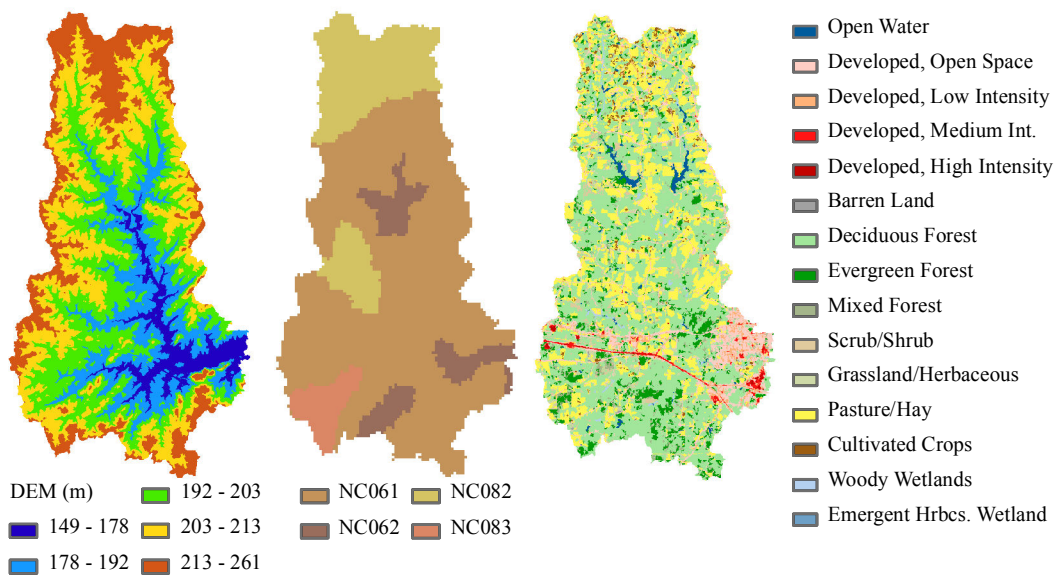 Open Water
Developed, Open Space
Developed, Low Intensity
Developed, Medium Int.
Developed, High Intensity
Barren Land
Deciduous Forest
Evergreen Forest
Mixed Forest
Scrub/Shrub
Grassland/Herbaceous
Pasture/Hay
Cultivated Crops
Woody Wetlands
Emergent Hrbcs. Wetland
DEM (m)
149 - 178
178 - 192
192 - 203
203 - 213
213 - 261
NC061
NC062
NC082
NC083